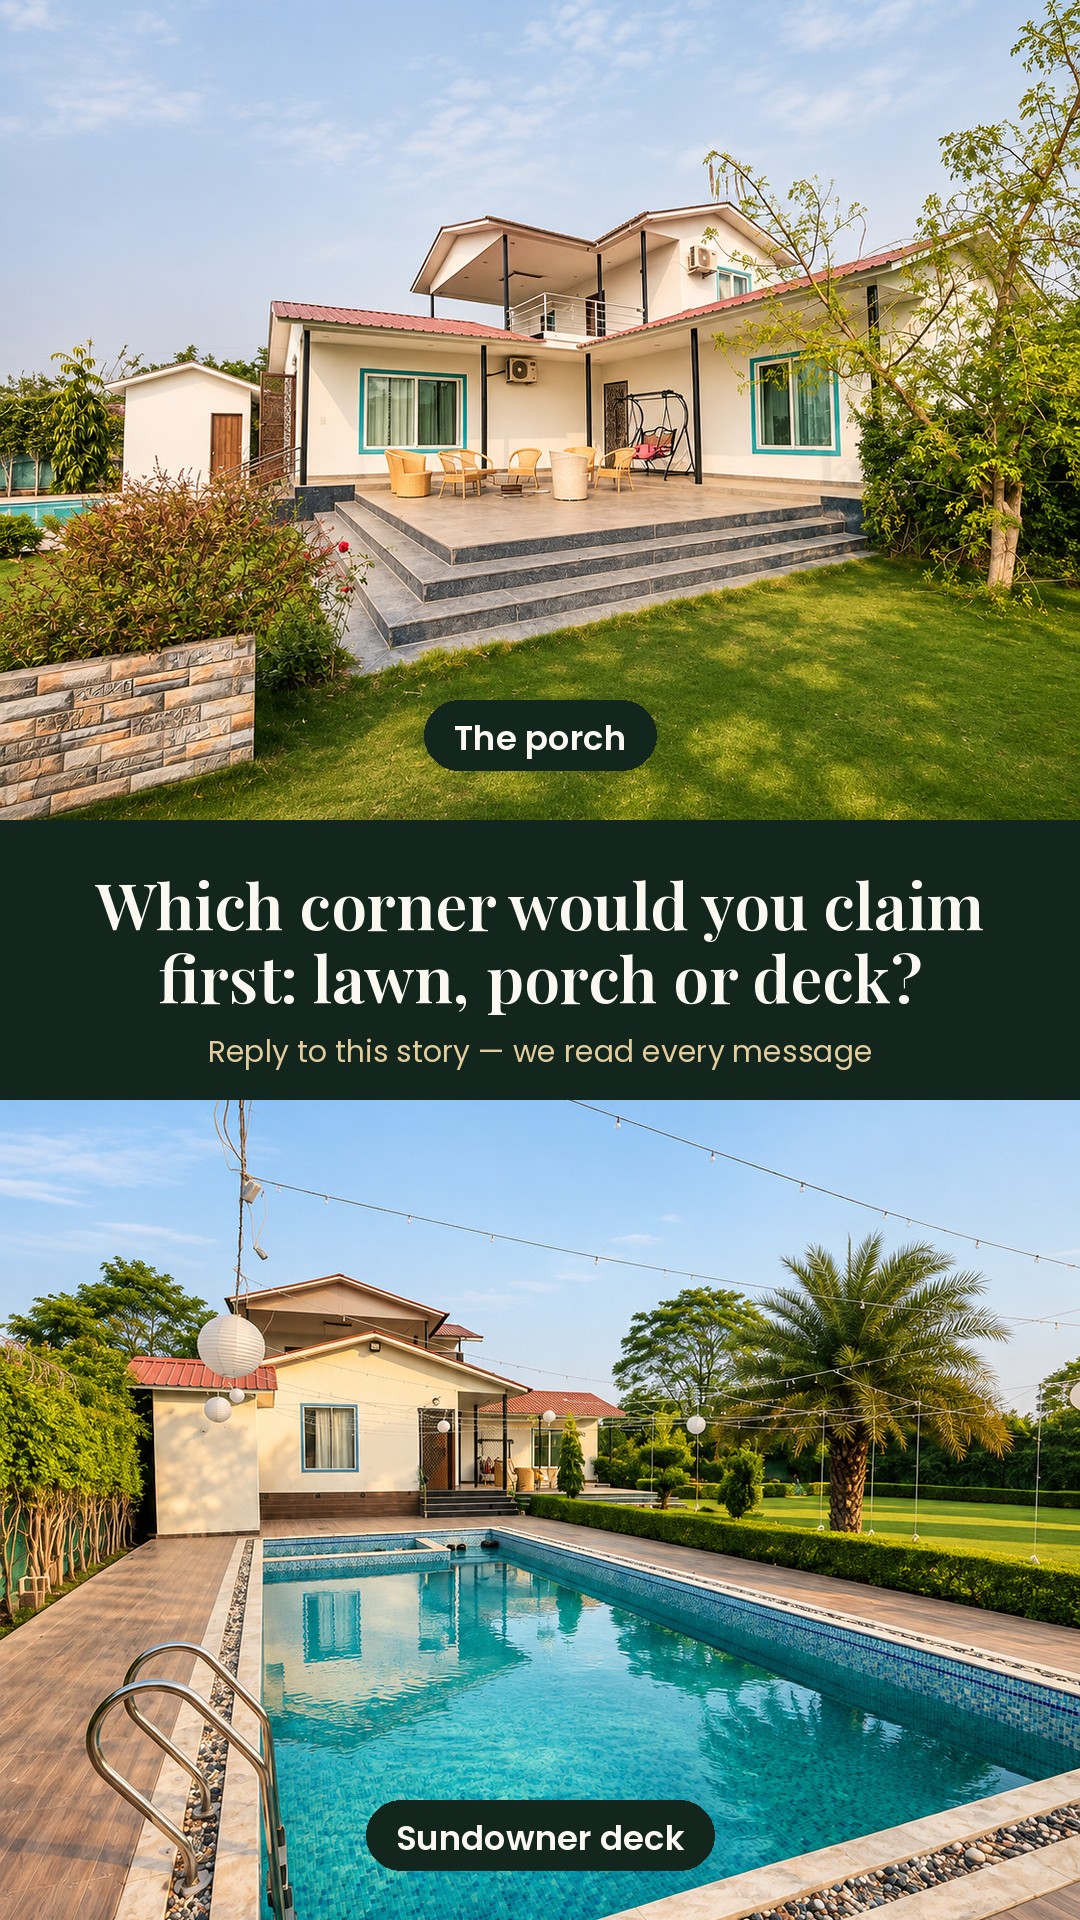 The porch
Which corner would you claim
first: lawn, porch or deck?
Reply to this story — we read every message
Sundowner deck